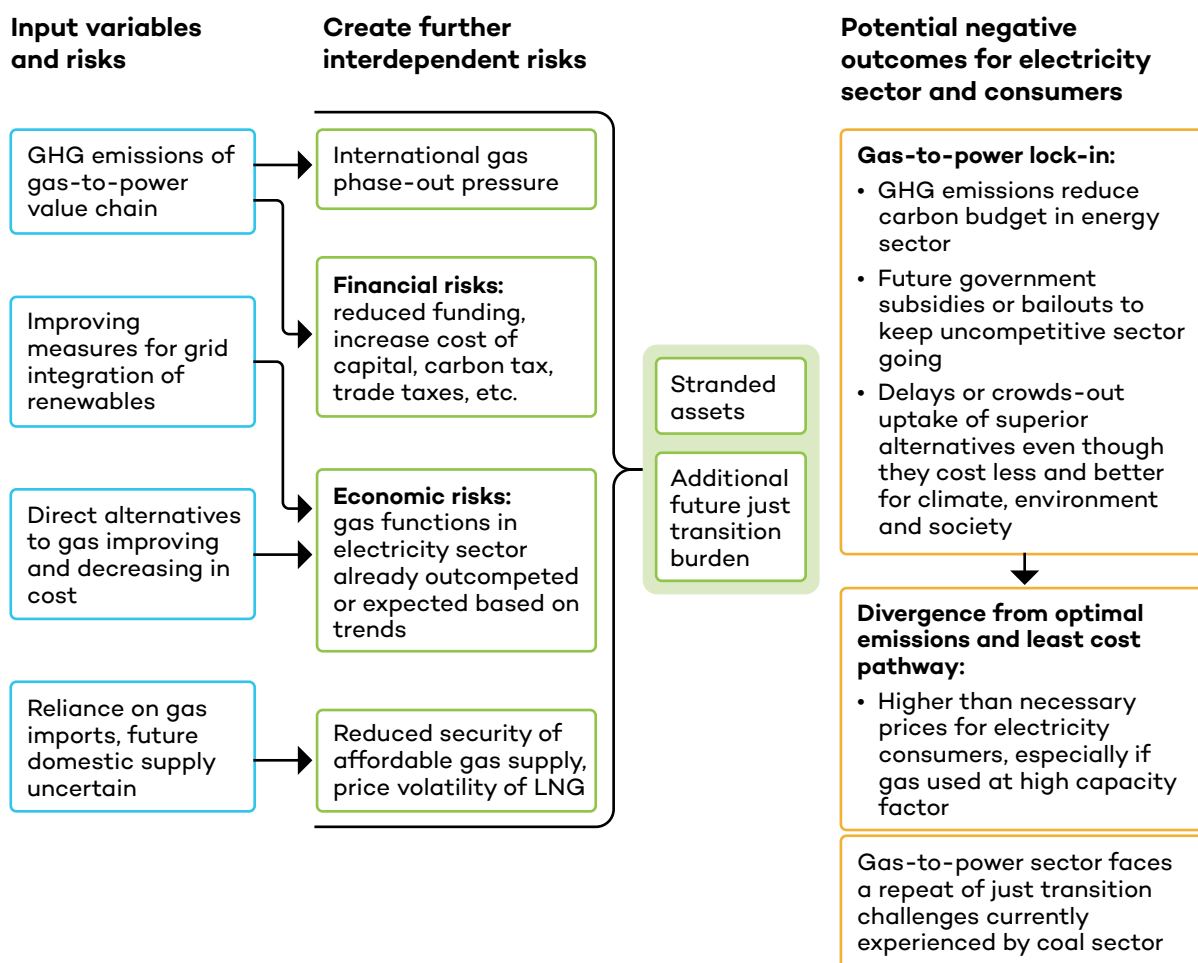 Input variables
and risks
Create further
interdependent risks
Potential negative
outcomes for electricity
sector and consumers
GHG emissions of
gas-to-power
value chain
Improving
measures for grid
integration of
renewables
Direct alternatives
to gas improving
and decreasing in
cost
Reliance on gas
imports, future
domestic supply
uncertain
International gas
phase-out pressure
Financial risks:
reduced funding,
increase cost of
capital, carbon tax,
trade taxes, etc.
Economic risks:
gas functions in
electricity sector
already outcompeted
or expected based on
trends
Reduced security of
affordable gas supply,
price volatility of LNG
Stranded
assets
Additional
future just
transition
burden
Gas-to-power lock-in:
• GHG emissions reduce
carbon budget in energy
sector
• Future government
subsidies or bailouts to
keep uncompetitive sector
going
• Delays or crowds-out
uptake of superior
alternatives even though
they cost less and better
for climate, environment
and society
Divergence from optimal
emissions and least cost
pathway:
• Higher than necessary
prices for electricity
consumers, especially if
gas used at high capacity
factor
Gas-to-power sector faces
a repeat of just transition
challenges currently
experienced by coal sector